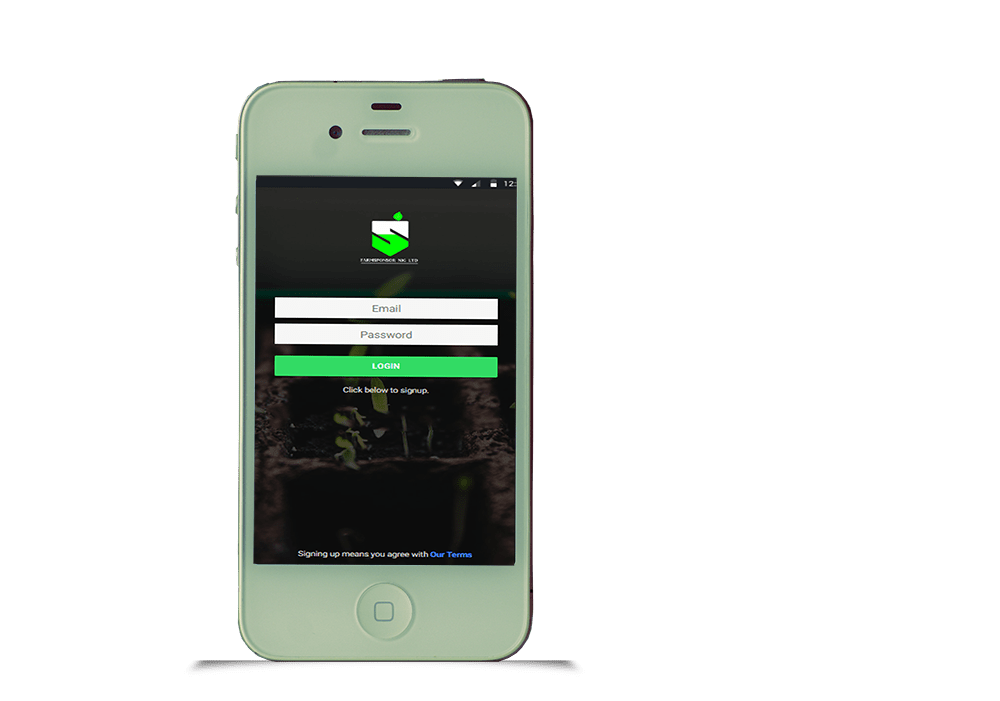 12:
FARMSPONSOR NIG LTD
Email
Password
LOGIN
Click below to signup.
Signing up means you agree with Our Terms